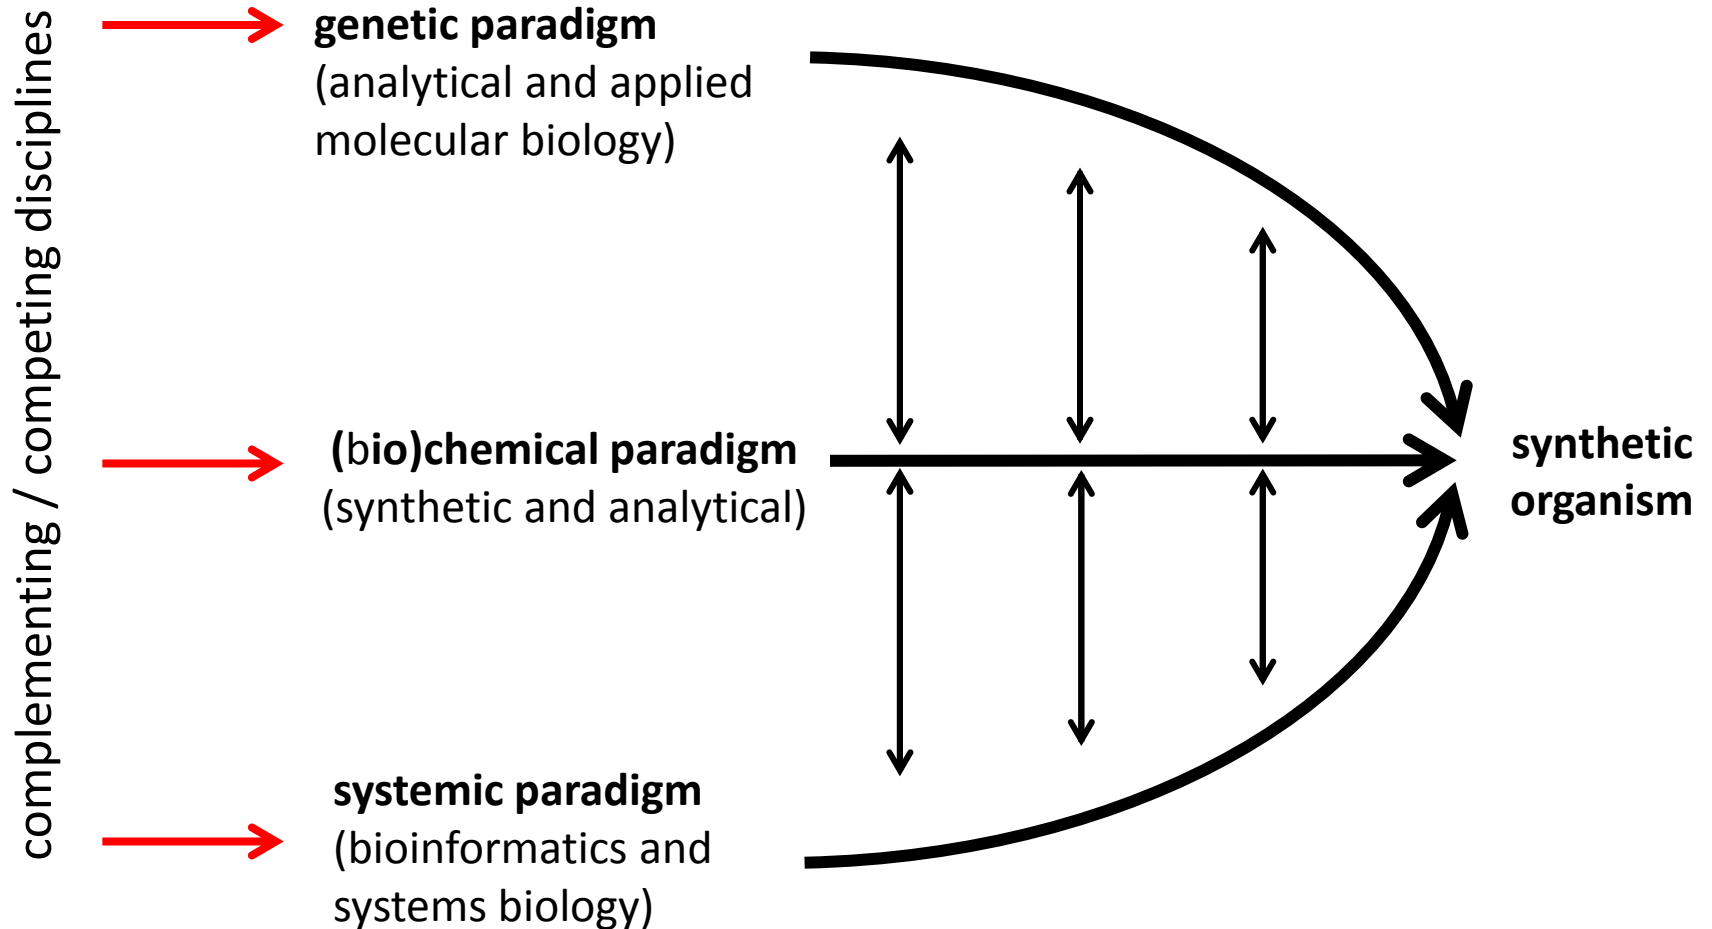 complementing / competing disciplines
genetic paradigm
(analytical and applied
molecular biology)
(bio)chemical paradigm
(synthetic and analytical)
systemic paradigm
(bioinformatics and
systems biology)
synthetic
organism